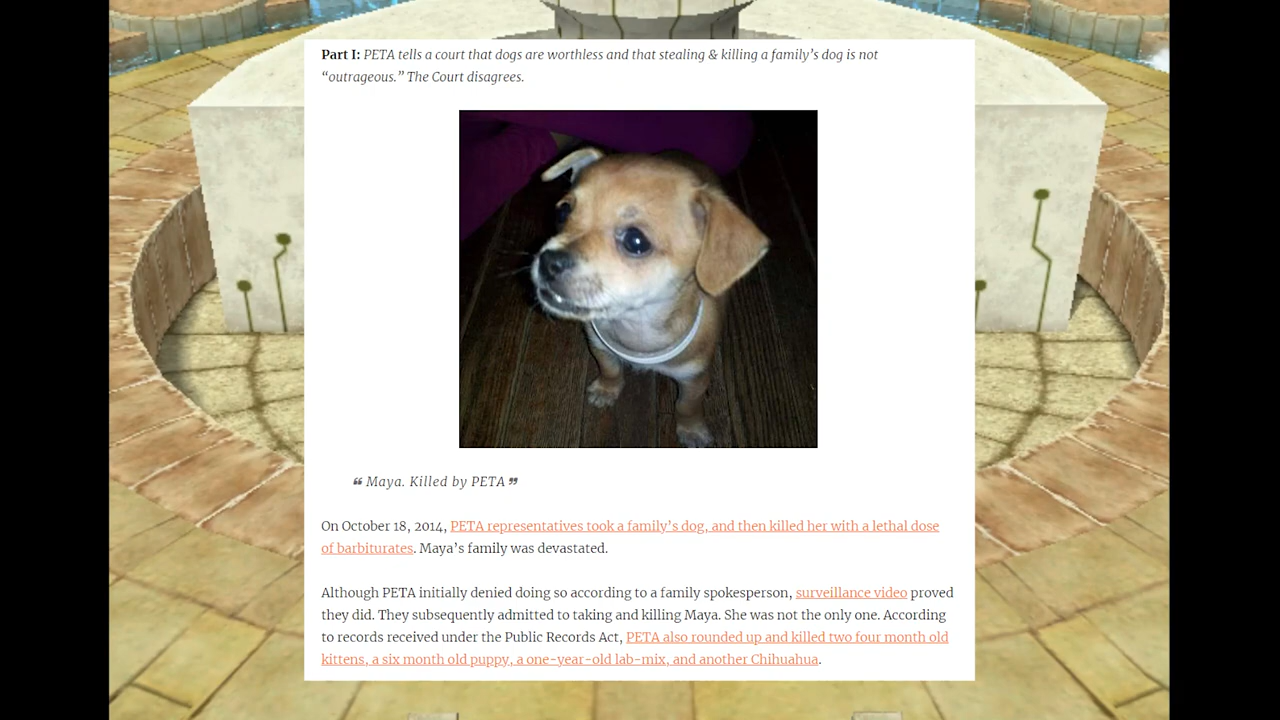 Part I: PETA tells a court that dogs are worthless and that stealing & killing a family’s dog is not
“outrageous.” The Court disagrees.
❝ Maya. Killed by PETA ❞
On October 18, 2014, PETA representatives took a family’s dog, and then killed her with a lethal dose
of barbiturates. Maya’s family was devastated.
Although PETA initially denied doing so according to a family spokesperson, surveillance video proved
they did. They subsequently admitted to taking and killing Maya. She was not the only one. According
to records received under the Public Records Act, PETA also rounded up and killed two four month old
kittens, a six month old puppy, a one-year-old lab-mix, and another Chihuahua.